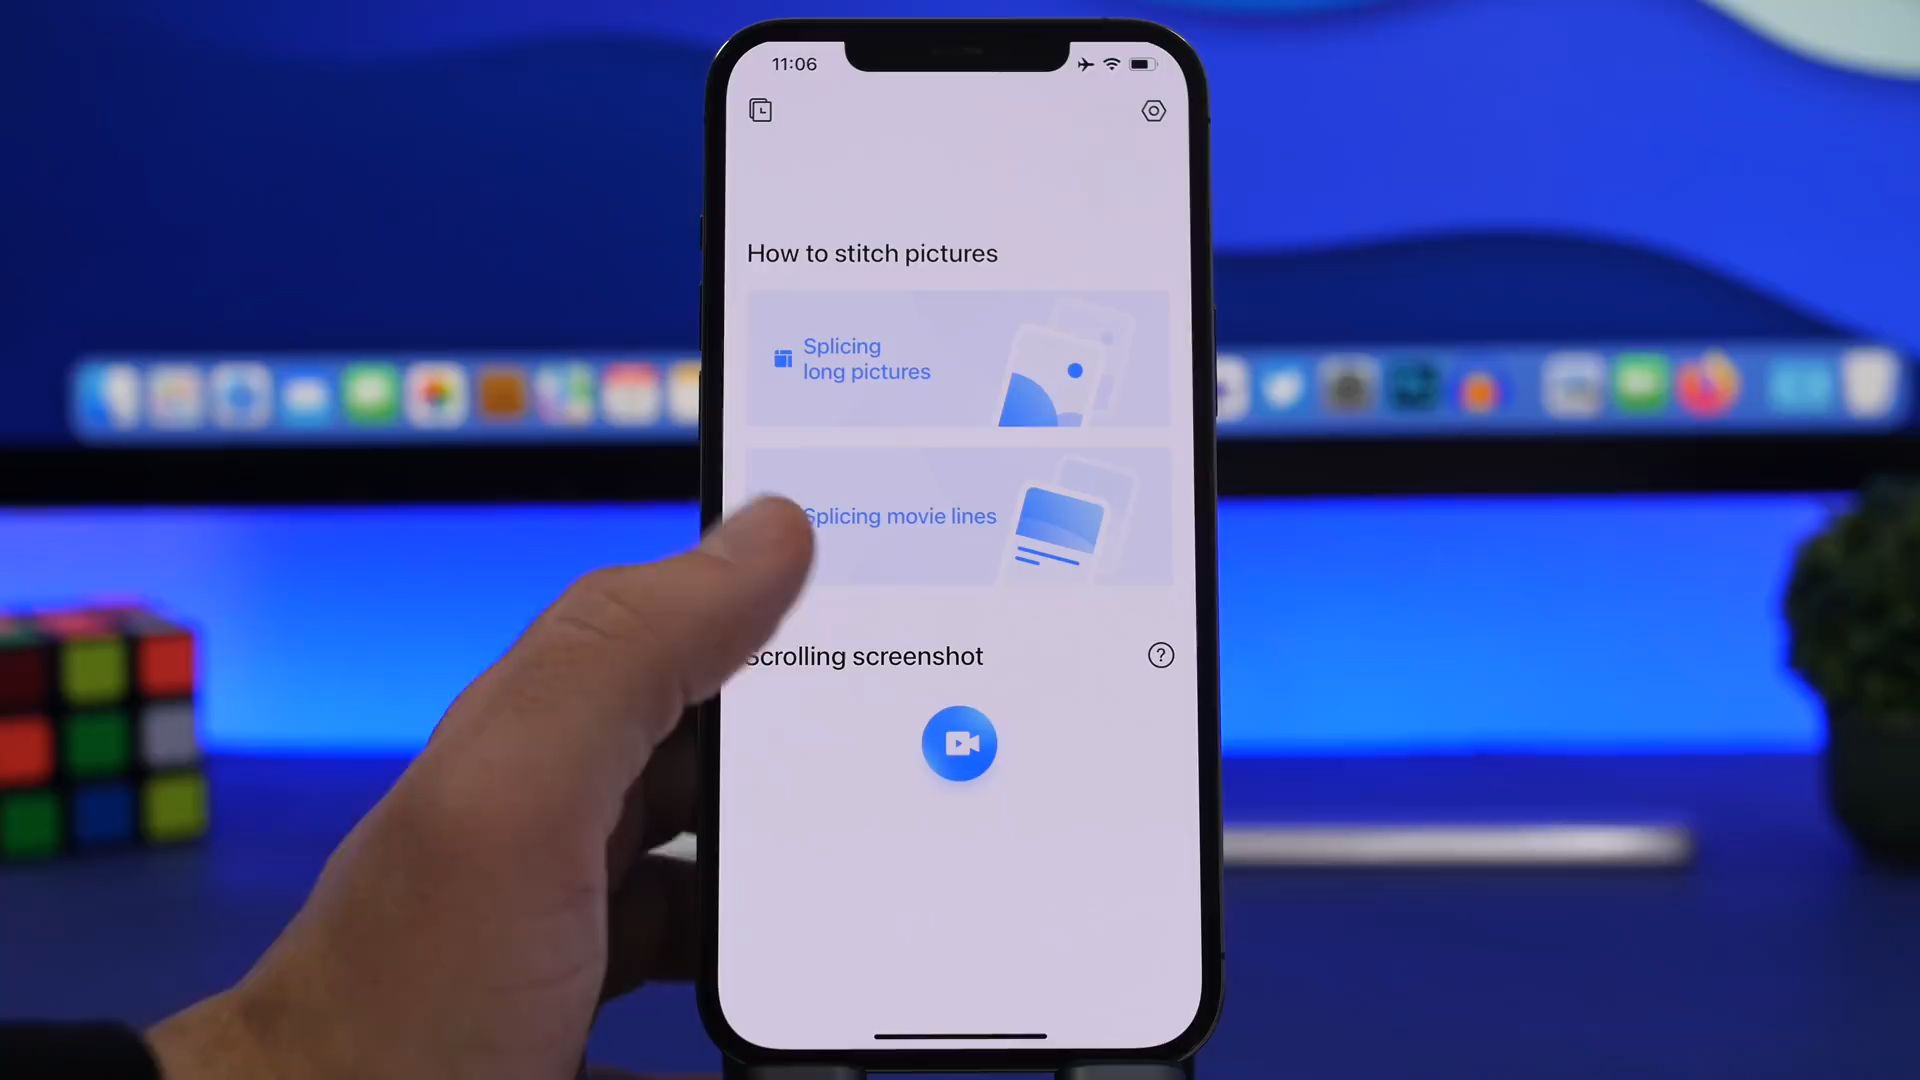 11:06
How to stitch pictures
Splicing
long pictures
Splicing movie lines
Scrolling screenshot
?